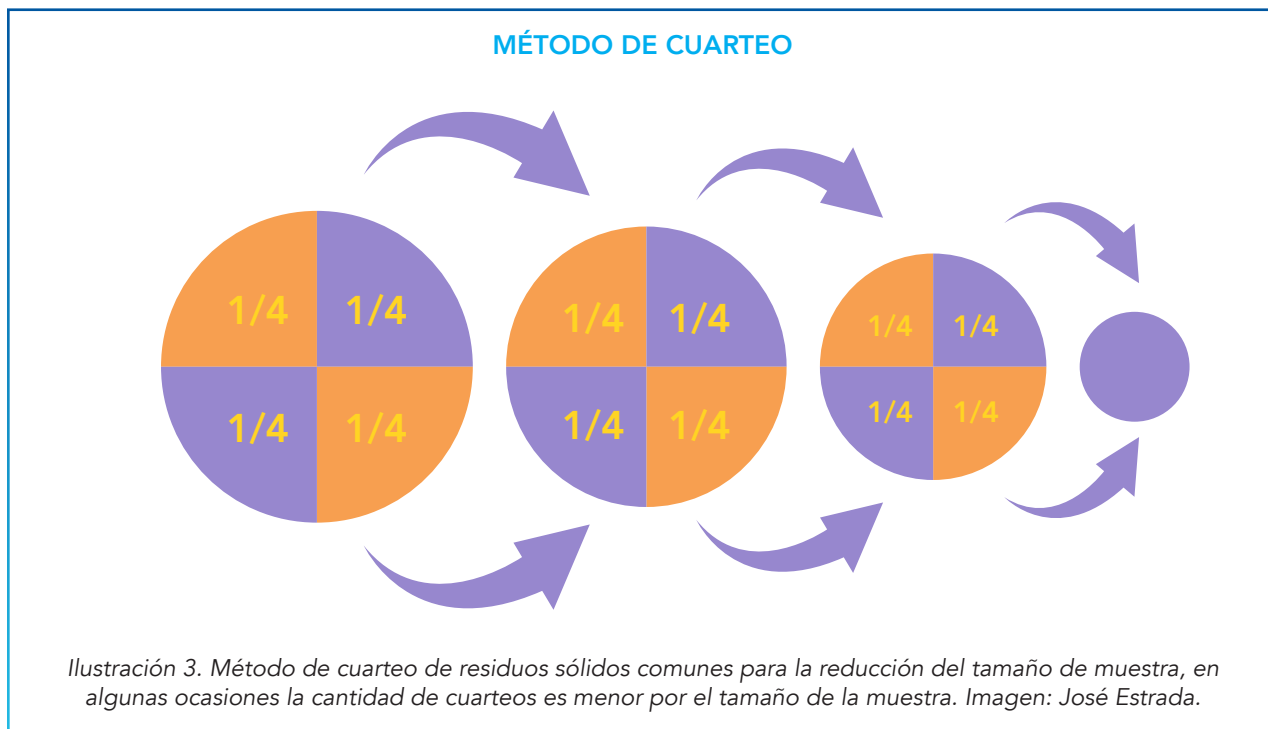 MÉTODO DE CUARTEO
1/4 1/4 1/4 1/4 1/4 1/4
1/4 1/4 1/4 1/4 1/4 1/4
Ilustración 3. Método de cuarteo de residuos sólidos comunes para la reducción del tamaño de muestra, en
algunas ocasiones la cantidad de cuarteos es menor por el tamaño de la muestra. Imagen: José Estrada.